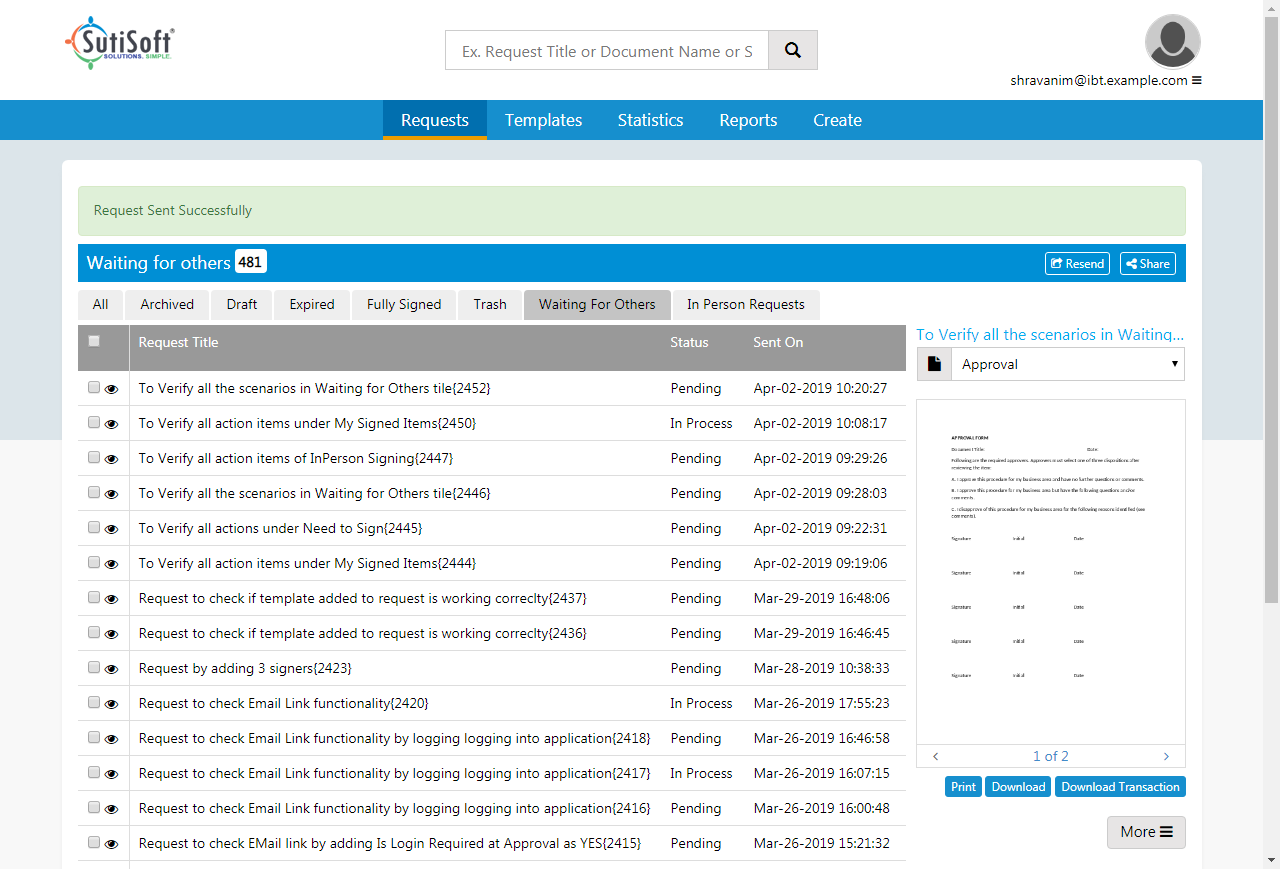 SutiSoft®
SOLUTIONS. SIMPLE.
Ex. Request Title or Document Name or S
shravanim@ibt.example.com
Requests Templates Statistics Reports Create
Request Sent Successfully
Waiting for others 481 Resend Share
All Archived Draft Expired Fully Signed Trash Waiting For Others In Person Requests
Request Title Status Sent On
To Verify all the scenarios in Waiting for Others tile{2452} Pending Apr-02-2019 10:20:27
To Verify all action items under My Signed Items{2450} In Process Apr-02-2019 10:08:17
To Verify all action items of InPerson Signing{2447} Pending Apr-02-2019 09:29:26
To Verify all the scenarios in Waiting for Others tile{2446} Pending Apr-02-2019 09:28:03
To Verify all actions under Need to Sign{2445} Pending Apr-02-2019 09:22:31
To Verify all action items under My Signed Items{2444} Pending Apr-02-2019 09:19:06
Request to check if template added to request is working correclty{2437} Pending Mar-29-2019 16:48:06
Request to check if template added to request is working correclty{2436} Pending Mar-29-2019 16:46:45
Request by adding 3 signers{2423} Pending Mar-28-2019 10:38:33
Request to check Email Link functionality{2420} In Process Mar-26-2019 17:55:23
Request to check Email Link functionality by logging logging into application{2418} Pending Mar-26-2019 16:46:58
Request to check Email Link functionality by logging logging into application{2417} In Process Mar-26-2019 16:07:15
Request to check Email Link functionality by logging logging into application{2416} Pending Mar-26-2019 16:00:48
Request to check EMail link by adding Is Login Required at Approval as YES{2415} Pending Mar-26-2019 15:21:32
To Verify all the scenarios in Waiting...
Approval
APPROVAL FORM
Document Title: Date:
Following are the required approvers. Approvers must select one of three dispositions after
reviewing the item:
A. I approve this procedure for my business area and have no further questions or comments.
B. I approve this procedure for my business area but have the following questions and/or
comments.
C. I disapprove of this procedure for my business area for the following reasons identified (see
comments).
Signature Initial Date
Signature Initial Date
Signature Initial Date
Signature Initial Date
Signature Initial Date
1 of 2
Print Download Download Transaction
More